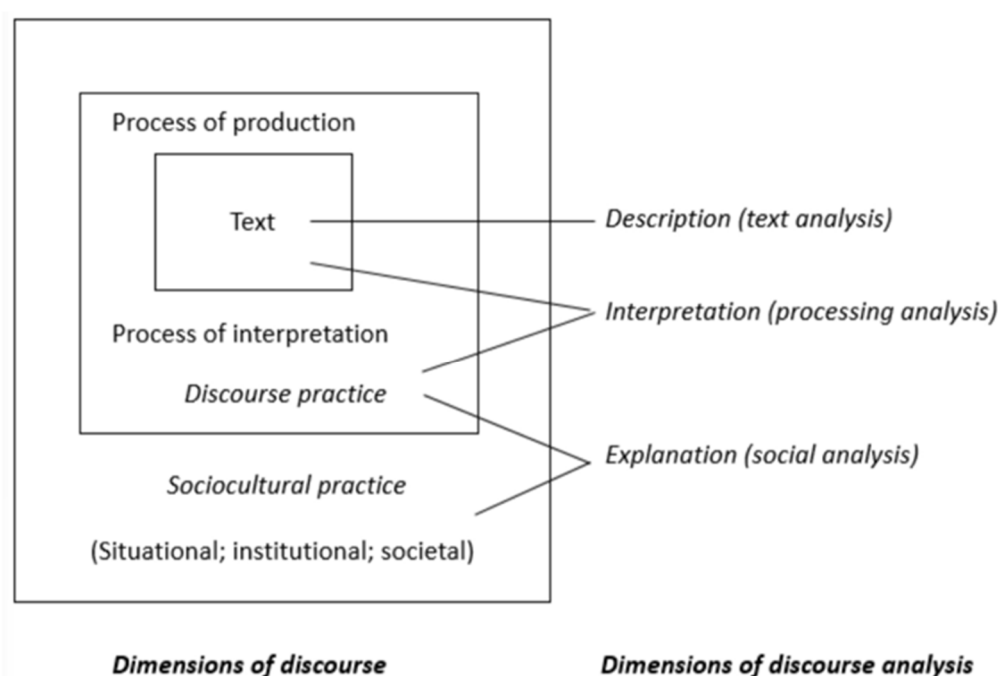 Process of production
Text
Description (text analysis)
Interpretation (processing analysis)
Process of interpretation
Discourse practice
Explanation (social analysis)
Sociocultural practice
(Situational; institutional; societal)
Dimensions of discourse
Dimensions of discourse analysis